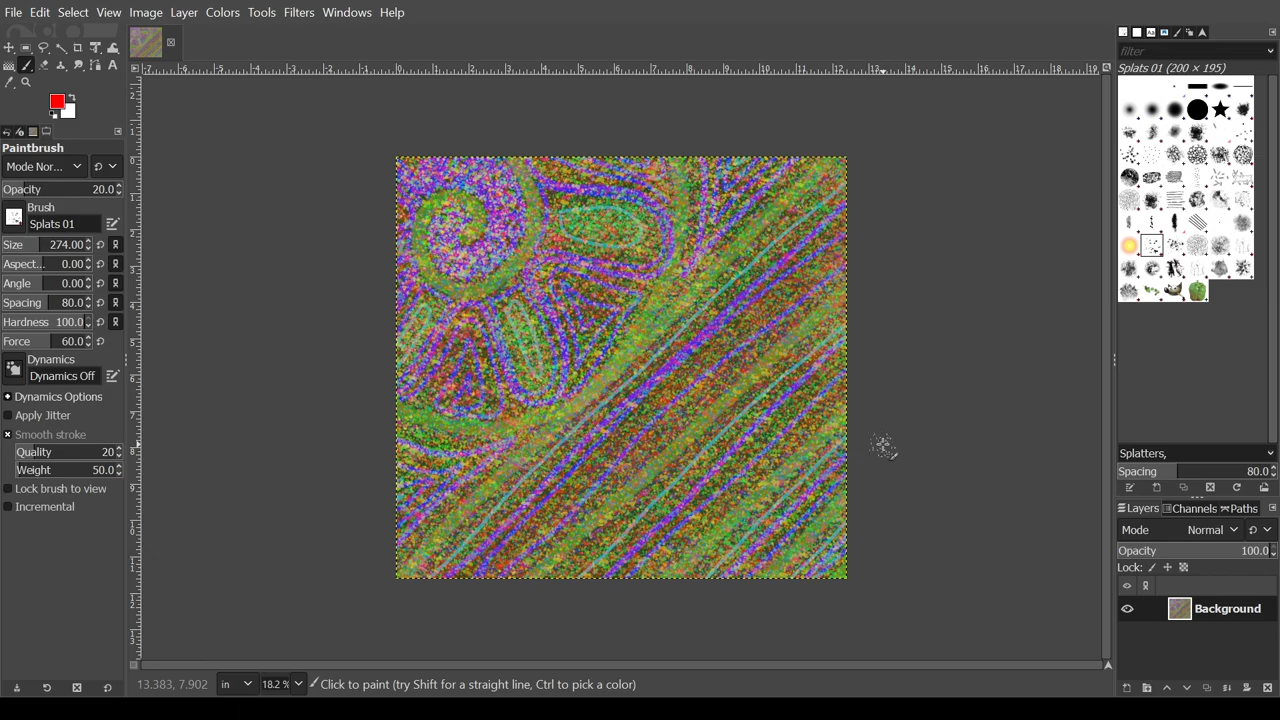 File Edit Select View Image Layer Colors Tools Filters Windows Help
Paintbrush
Mode Nor...
Opacity 20.0
Brush
Splats 01
Size 274.00
Aspect... 0.00
Angle 0.00
Spacing 80.0
Hardness 100.0
Force 60.0
Dynamics
Dynamics Off
Dynamics Options
Apply Jitter
Smooth stroke
Quality 20
Weight 50.0
Lock brush to view
Incremental
13.383, 7.902 in 18.2 % Click to paint (try Shift for a straight line, Ctrl to pick a color)
filter
Splats 01 (200 × 195)
Splatters,
Spacing 80.0
Layers Channels Paths
Mode Normal
Opacity 100.0
Lock:
Background